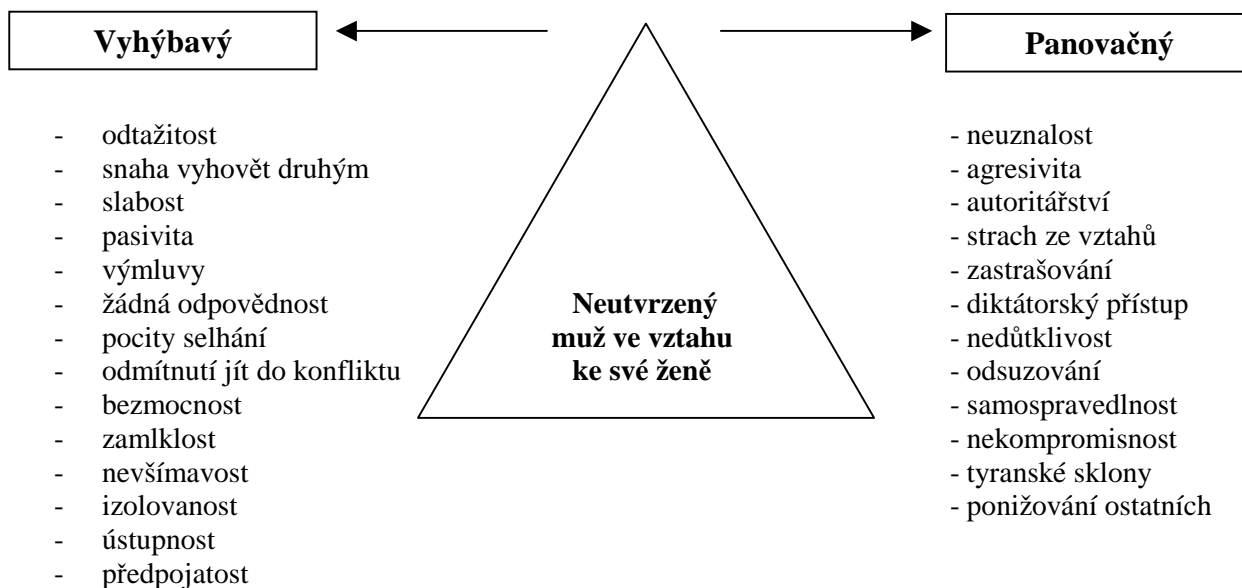 Vyhýbavý
- odtažitost
- snaha vyhovět druhým
- slabost
- pasivita
- výmluvy
- žádná odpovědnost
- pocity selhání
- odmítnutí jít do konfliktu
- bezmocnost
- zamlklost
- nevšímavost
- izolovanost
- ústupnost
- předpojatost
Neutvrzený
muž ve vztahu
ke své ženě
Panovačný
- neuznalost
- agresivita
- autoritářství
- strach ze vztahů
- zastrašování
- diktátorský přístup
- nedůtklivost
- odsuzování
- samospravedlnost
- nekompromisnost
- tyranské sklony
- ponižování ostatních